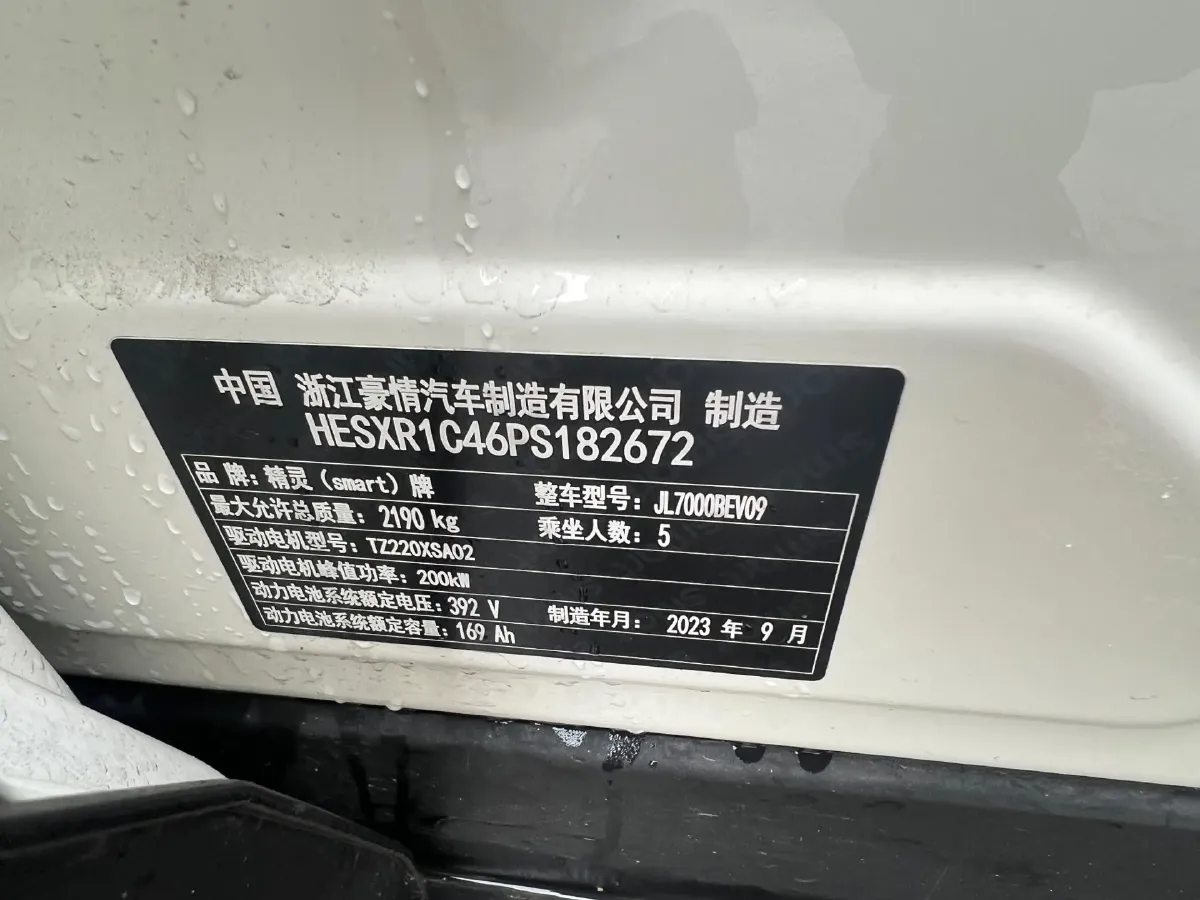 中国 浙江豪情汽车制造有限公司 制造
HESXR1C46PS182672
品 牌：精灵（smart）牌 整车型号：JL7000BEV09
最大允许总质量：2190 kg 乘坐人数：5
驱动电机型号：TZ220XSA02
驱动电机峰值功率：200kW
动力电池系统额定电压：392 V 制造年月： 2023 年 9 月
动力电池系统额定容量：169 Ah